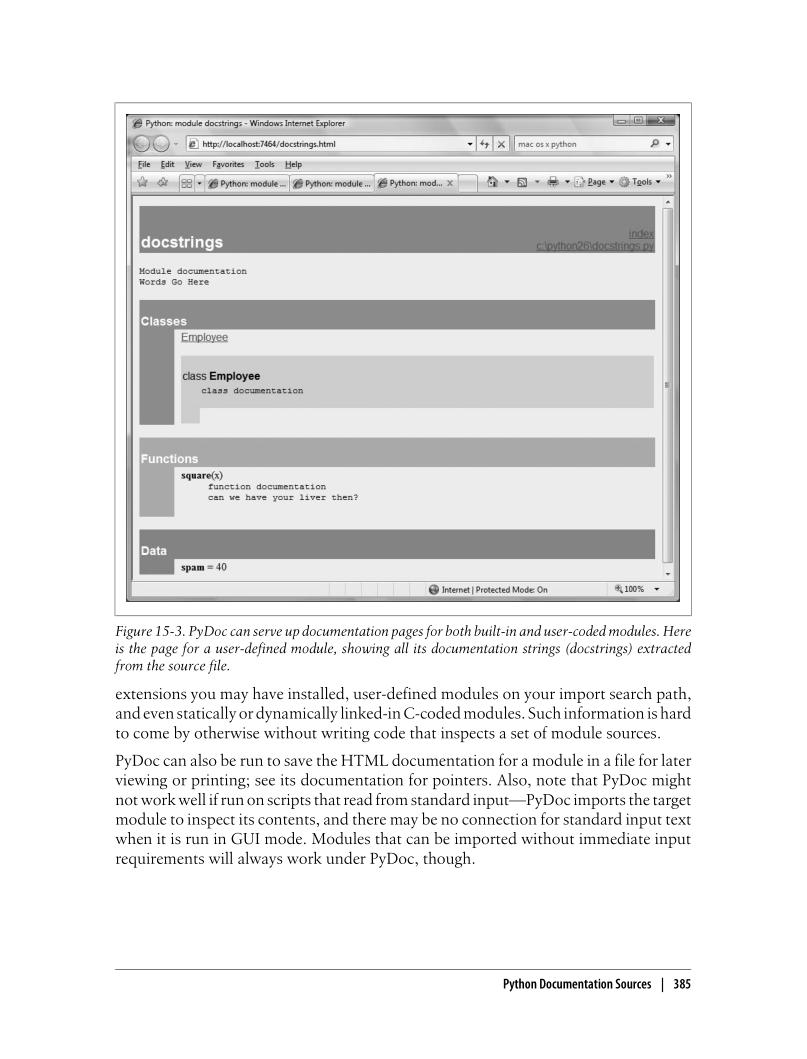 Python: module docstrings - Windows Internet Explorer
http://localhost:7464/docstrings.html
mac os x python
File Edit View Favorites Tools Help
Python: module ... Python: module ... Python: mod... X Page Tools »
docstrings
index
c:\python26\docstrings.py
Module documentation
Words Go Here
Classes
Employee
class Employee
class documentation
Functions
square(x)
function documentation
can we have your liver then?
Data
spam = 40
Internet | Protected Mode: On 100%
Figure 15-3. PyDoc can serve up documentation pages for both built-in and user-coded modules. Here
is the page for a user-defined module, showing all its documentation strings (docstrings) extracted
from the source file.
extensions you may have installed, user-defined modules on your import search path,
and even statically or dynamically linked-in C-coded modules. Such information is hard
to come by otherwise without writing code that inspects a set of module sources.
PyDoc can also be run to save the HTML documentation for a module in a file for later
viewing or printing; see its documentation for pointers. Also, note that PyDoc might
not work well if run on scripts that read from standard input—PyDoc imports the target
module to inspect its contents, and there may be no connection for standard input text
when it is run in GUI mode. Modules that can be imported without immediate input
requirements will always work under PyDoc, though.
Python Documentation Sources | 385